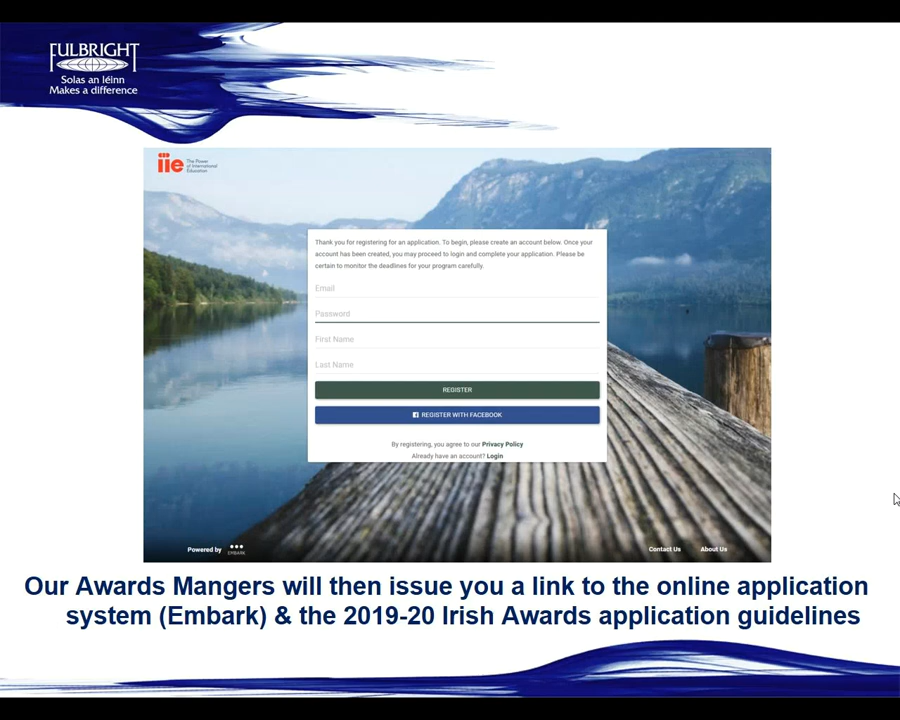 FULBRIGHT
Solas an léinn
Makes a difference
iie
The Power
of International
Education
Thank you for registering for an application. To begin, please create an account below. Once your
account has been created, you may proceed to login and complete your application. Please be
certain to monitor the deadlines for your program carefully.
Email
Password
First Name
Last Name
REGISTER
REGISTER WITH FACEBOOK
By registering, you agree to our Privacy Policy
Already have an account? Login
Powered by EMBARK
Contact Us About Us
Our Awards Mangers will then issue you a link to the online application
system (Embark) & the 2019-20 Irish Awards application guidelines